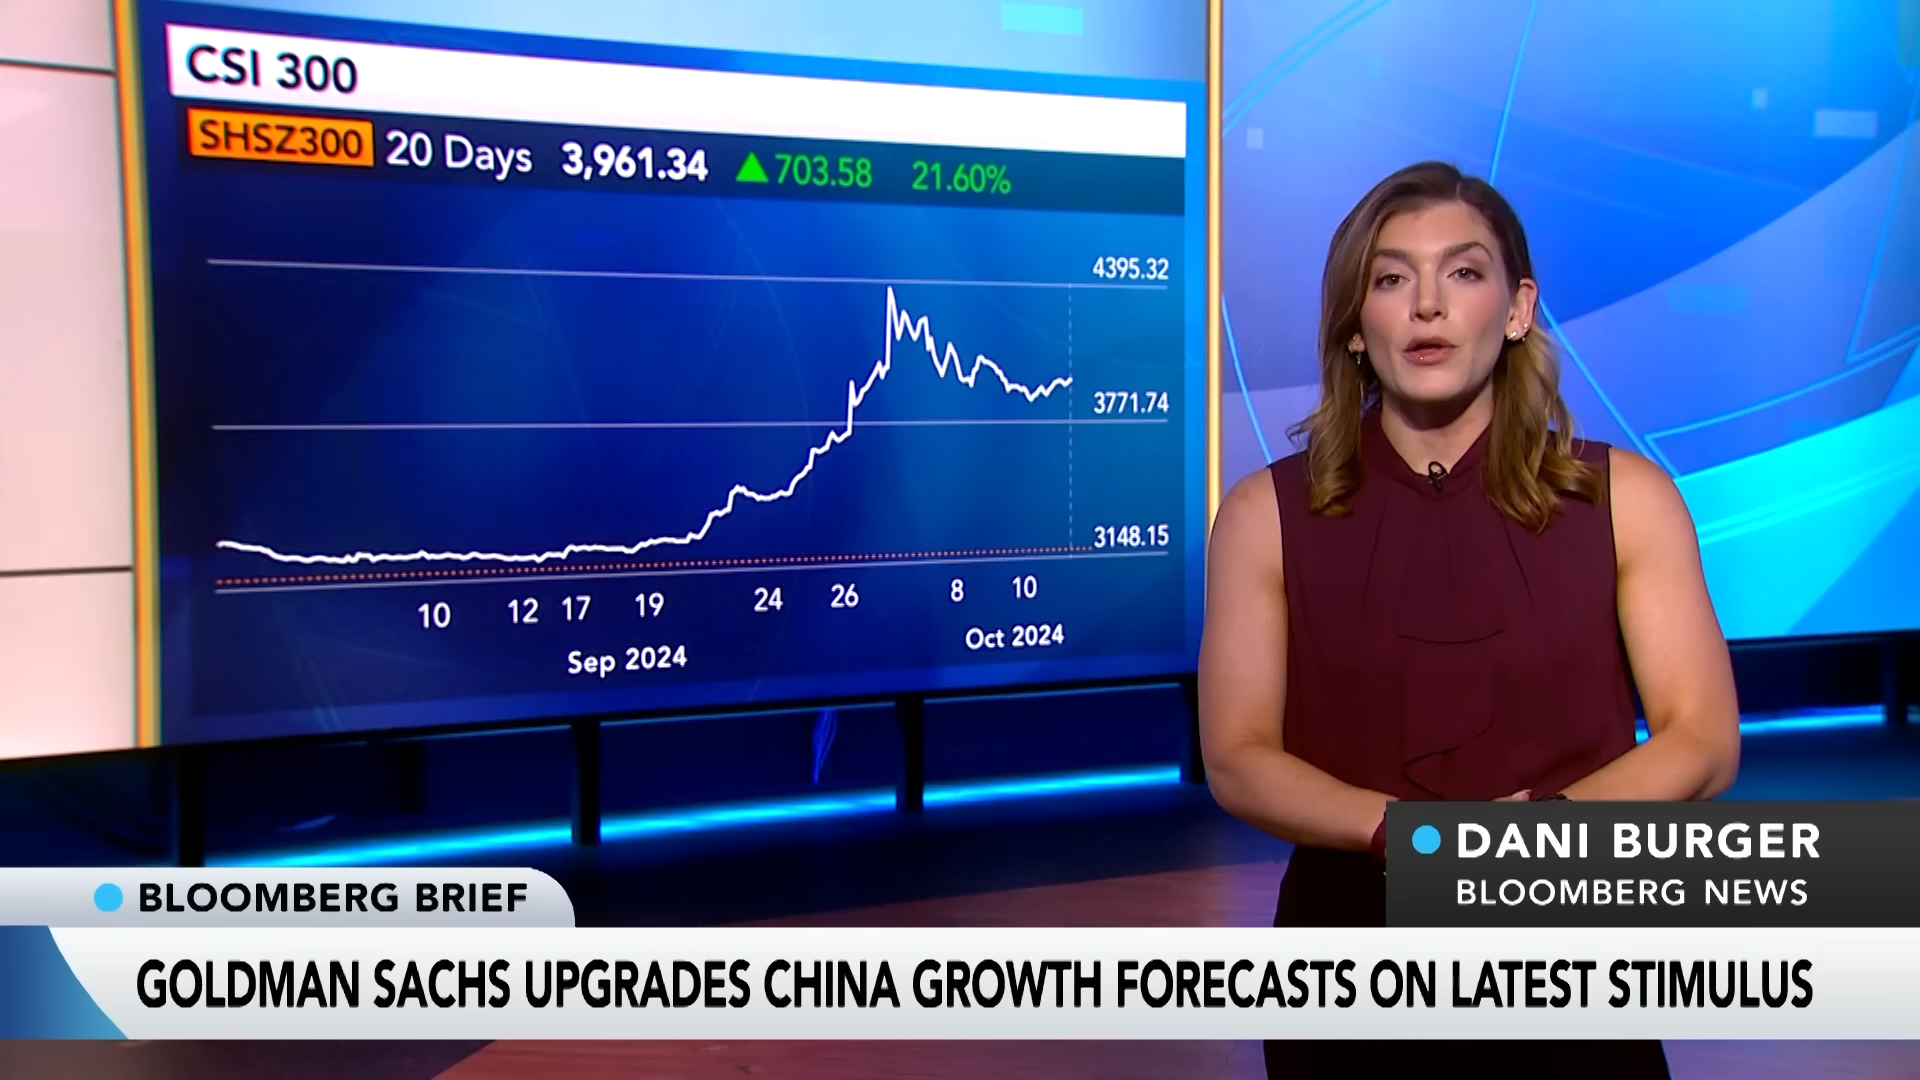 CSI 300
SHSZ300 20 Days 3,961.34 ▲703.58 21.60%
4395.32
3771.74
3148.15
10 12 17 19 24 26 8 10
Sep 2024 Oct 2024
DANI BURGER
BLOOMBERG NEWS
BLOOMBERG BRIEF
GOLDMAN SACHS UPGRADES CHINA GROWTH FORECASTS ON LATEST STIMULUS